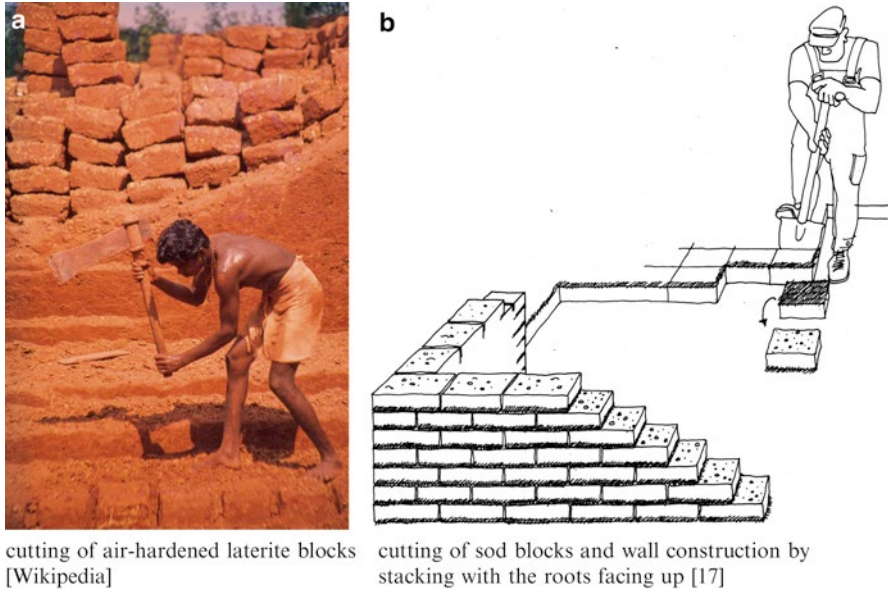 a
b
cutting of air-hardened laterite blocks
[Wikipedia]
cutting of sod blocks and wall construction by
stacking with the roots facing up [17]